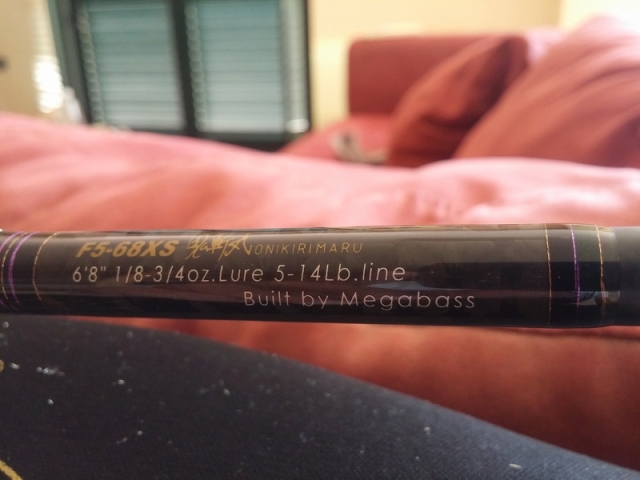 F5-68XS ONIKIRIMARU
6'8" 1/8-3/4oz.Lure 5-14Lb.line
Built by Megabass